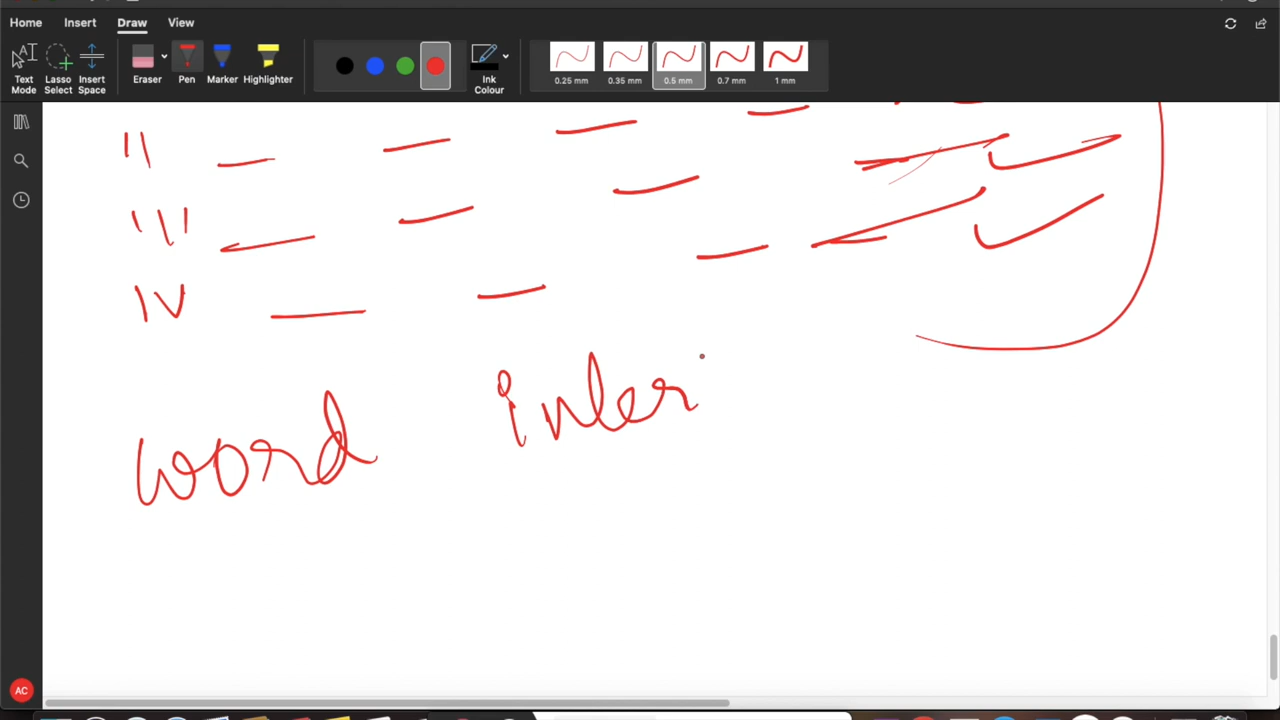 Home Insert Draw View
Text Mode Lasso Select Insert Space Eraser Pen Marker Highlighter Ink Colour 0.25 mm 0.35 mm 0.5 mm 0.7 mm 1 mm
II
III
IV
word inter
AC